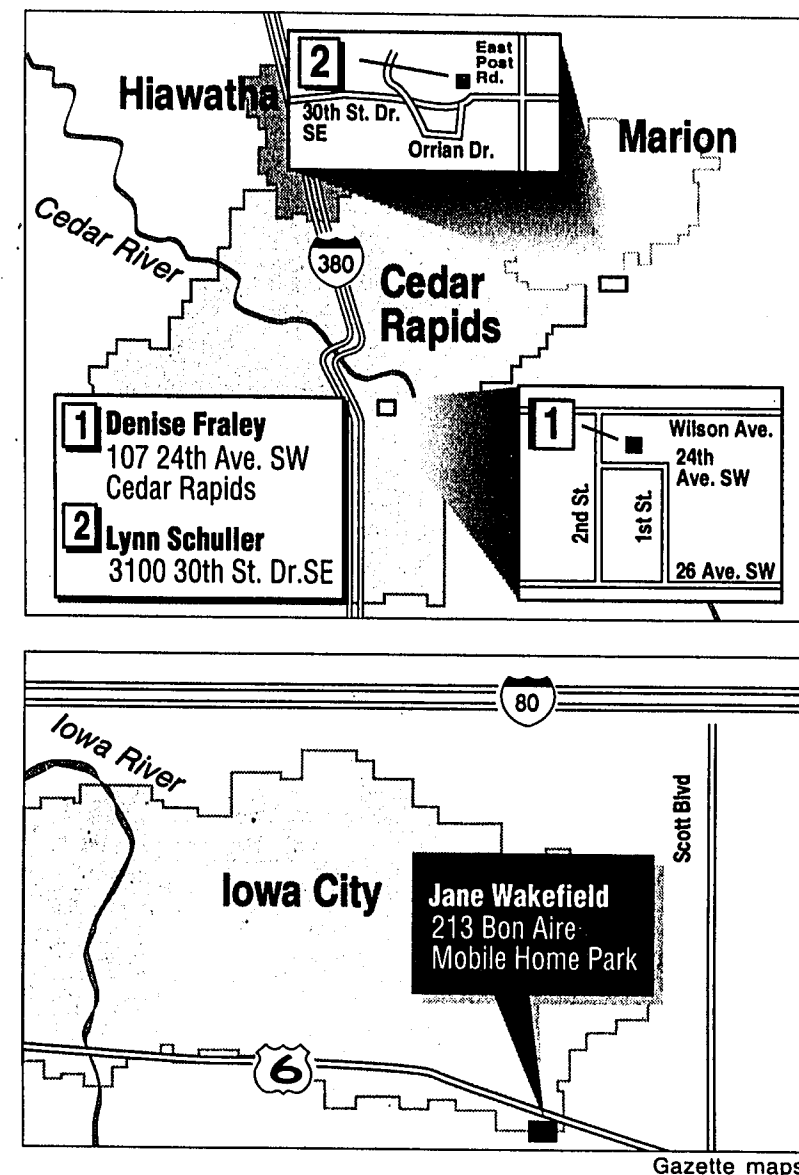 Hiawatha
2
East
Post
Rd.
30th St. Dr.
SE
Orrian Dr.
Marion
Cedar River
380
Cedar
Rapids
1 Denise Fraley
107 24th Ave. SW
Cedar Rapids
2 Lynn Schuller
3100 30th St. Dr.SE
1
Wilson Ave.
24th
Ave. SW
2nd St.
1st St.
26 Ave. SW
80
Iowa River
Scott Blvd
Iowa City
Jane Wakefield
213 Bon Aire
Mobile Home Park
6
Gazette maps